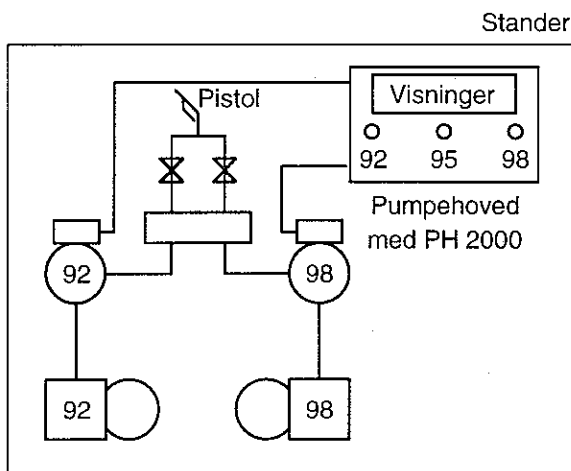 Stander
Pistol
Visninger
92 95 98
Pumpehoved
med PH 2000
92 98
92 98